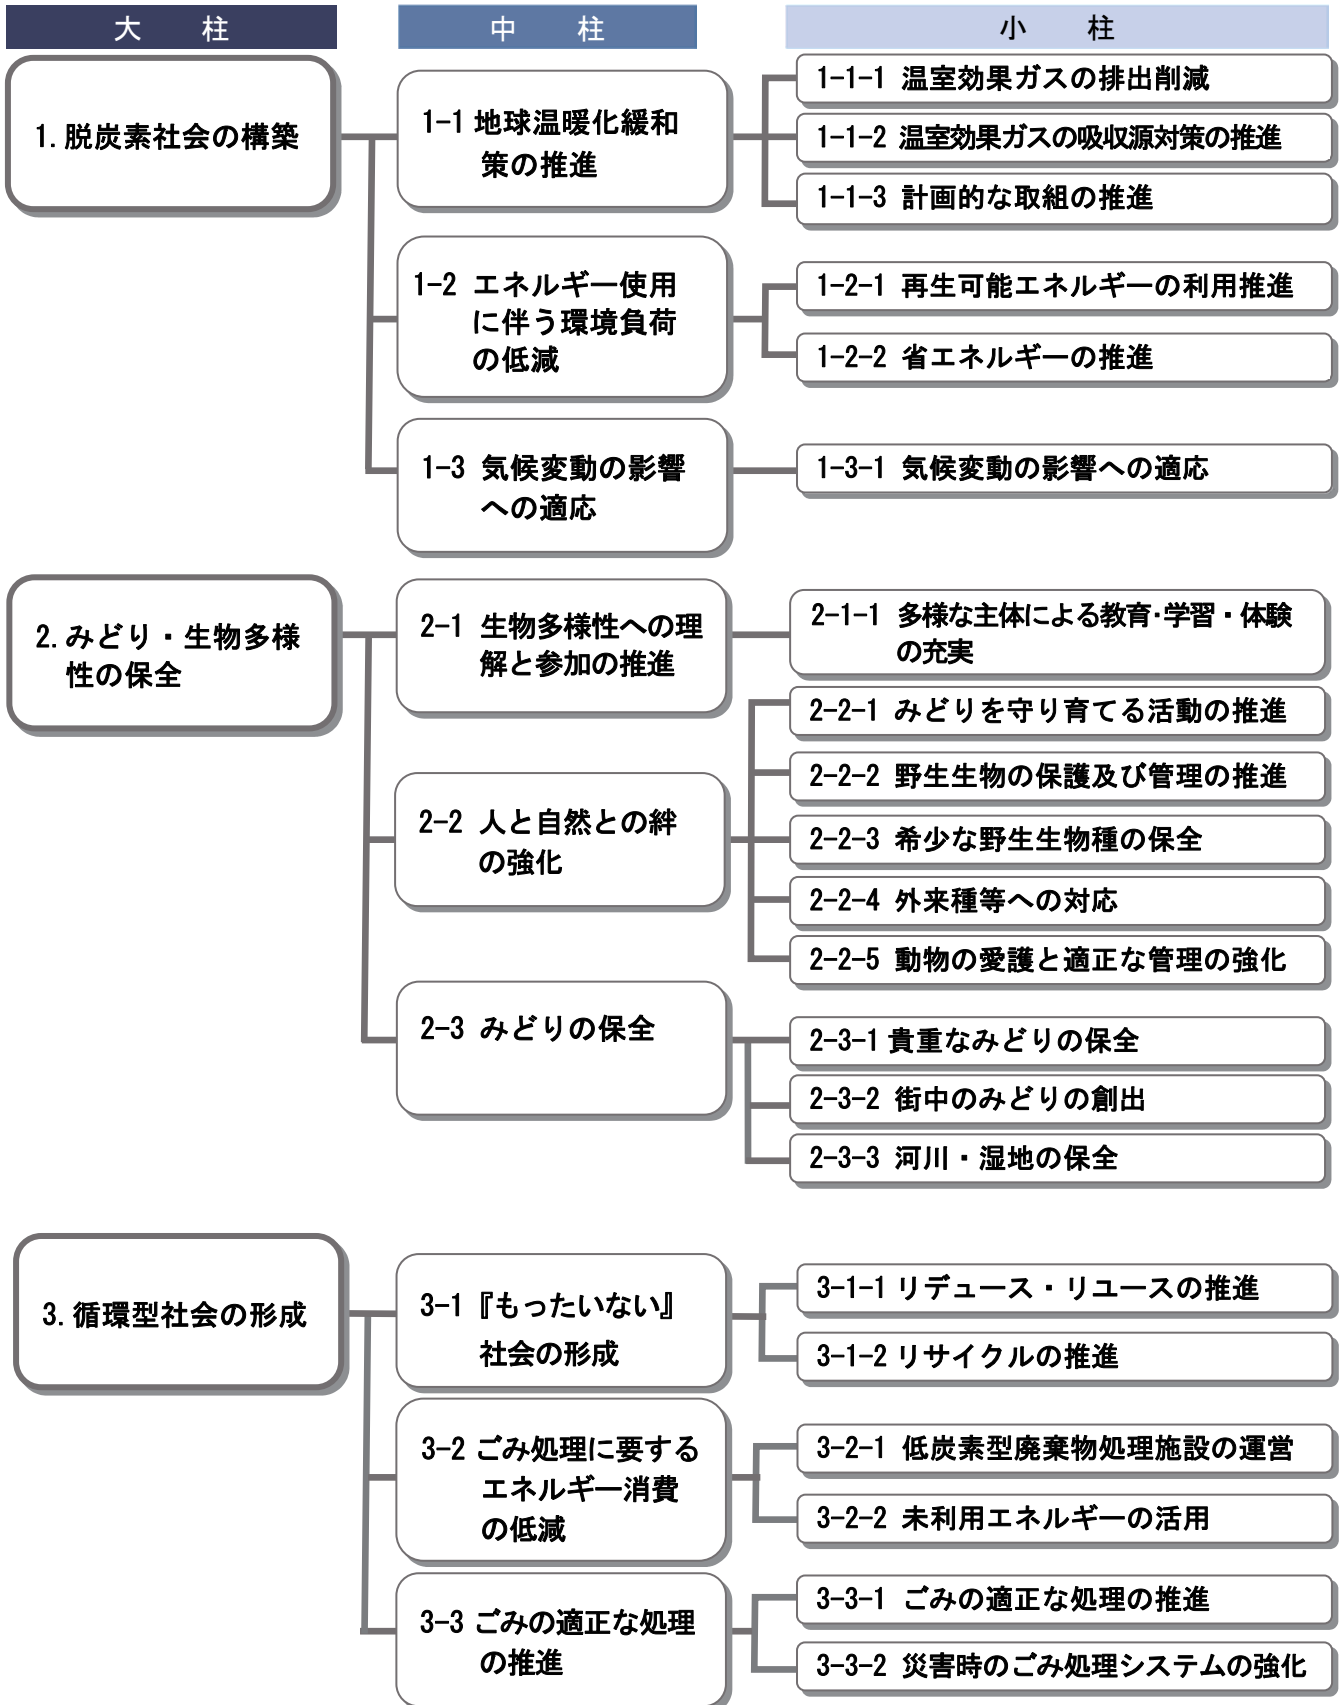 大　柱
中　柱
小　柱
1.脱炭素社会の構築
1-1 地球温暖化緩和
策の推進
1-1-1 温室効果ガスの排出削減
1-1-2 温室効果ガスの吸収源対策の推進
1-1-3 計画的な取組の推進
1-2 エネルギー使用
に伴う環境負荷
の低減
1-2-1 再生可能エネルギーの利用推進
1-2-2 省エネルギーの推進
1-3 気候変動の影響
への適応
1-3-1 気候変動の影響への適応
2.みどり・生物多様
性の保全
2-1 生物多様性への理
解と参加の推進
2-1-1 多様な主体による教育・学習・体験
の充実
2-2 人と自然との絆
の強化
2-2-1 みどりを守り育てる活動の推進
2-2-2 野生生物の保護及び管理の推進
2-2-3 希少な野生生物種の保全
2-2-4 外来種等への対応
2-2-5 動物の愛護と適正な管理の強化
2-3 みどりの保全
2-3-1 貴重なみどりの保全
2-3-2 街中のみどりの創出
2-3-3 河川・湿地の保全
3.循環型社会の形成
3-1『もったいない』
社会の形成
3-1-1 リデュース・リユースの推進
3-1-2 リサイクルの推進
3-2 ごみ処理に要する
エネルギー消費
の低減
3-2-1 低炭素型廃棄物処理施設の運営
3-2-2 未利用エネルギーの活用
3-3 ごみの適正な処理
の推進
3-3-1 ごみの適正な処理の推進
3-3-2 災害時のごみ処理システムの強化